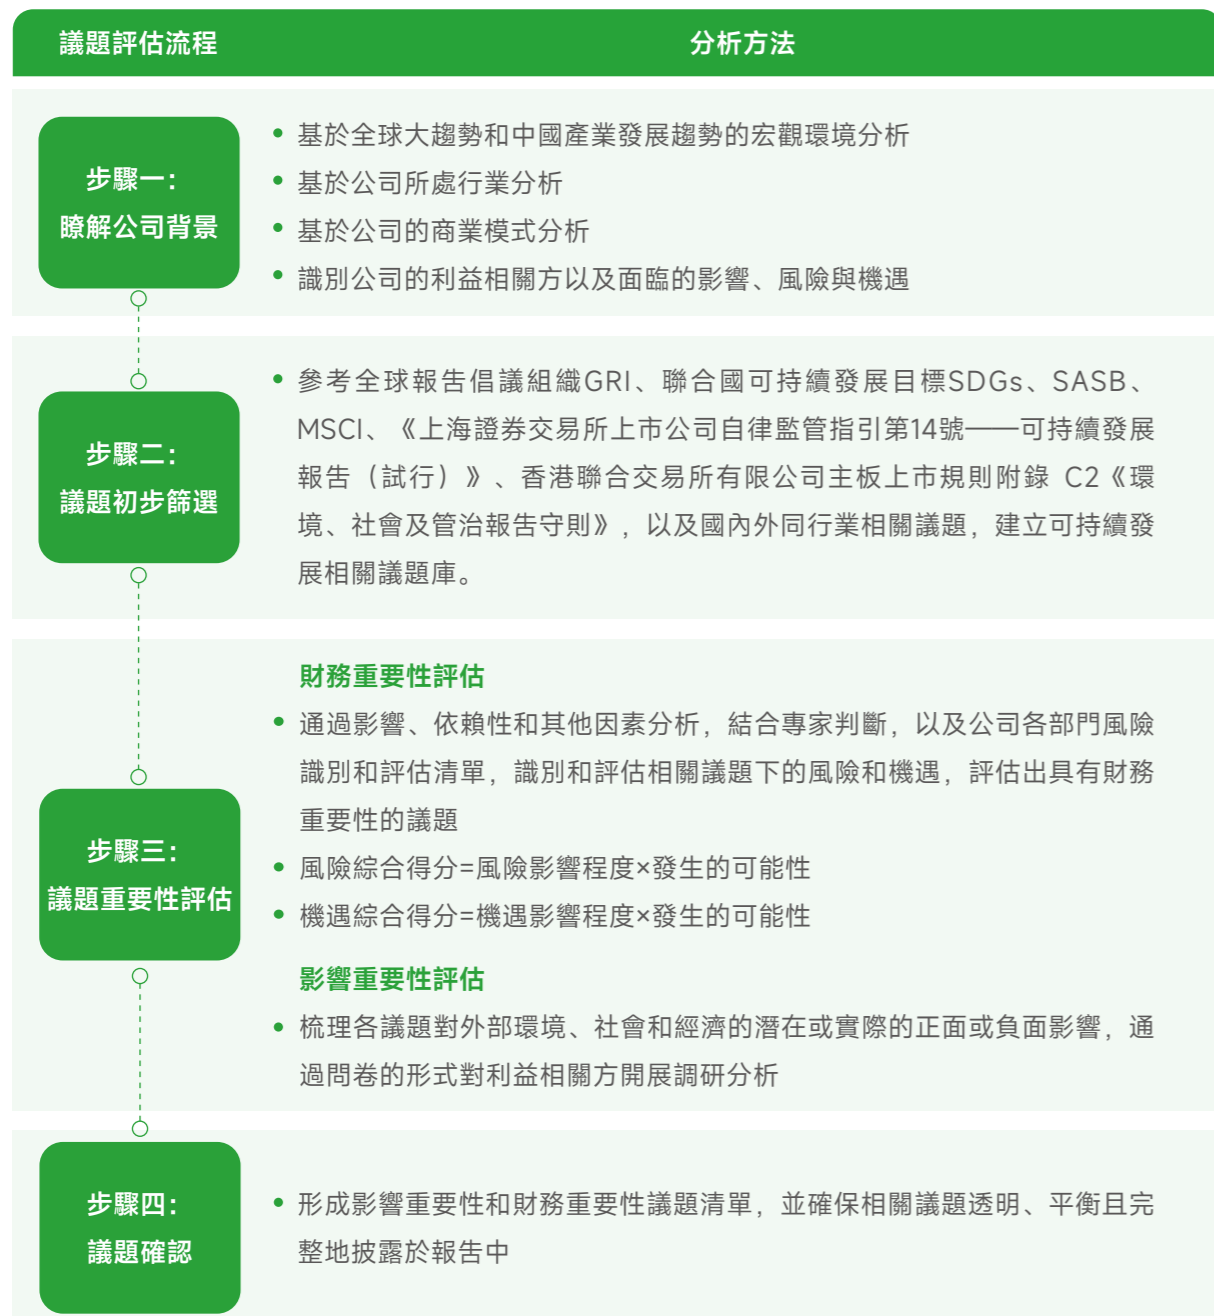 議題評估流程
分析方法
步驟一：
瞭解公司背景
• 基於全球大趨勢和中國產業發展趨勢的宏觀環境分析
• 基於公司所處行業分析
• 基於公司的商業模式分析
• 識別公司的利益相關方以及面臨的影響、風險與機遇
步驟二：
議題初步篩選
• 參考全球報告倡議組織GRI、聯合國可持續發展目標SDGs、SASB、
MSCI、《上海證券交易所上市公司自律監管指引第14號——可持續發展
報告（試行）》、香港聯合交易所有限公司主板上市規則附錄 C2《環
境、社會及管治報告守則》，以及國內外同行業相關議題，建立可持續發
展相關議題庫。
步驟三：
議題重要性評估
財務重要性評估
• 通過影響、依賴性和其他因素分析，結合專家判斷，以及公司各部門風險
識別和評估清單，識別和評估相關議題下的風險和機遇，評估出具有財務
重要性的議題
• 風險綜合得分=風險影響程度×發生的可能性
• 機遇綜合得分=機遇影響程度×發生的可能性
影響重要性評估
• 梳理各議題對外部環境、社會和經濟的潛在或實際的正面或負面影響，通
過問卷的形式對利益相關方開展調研分析
步驟四：
議題確認
• 形成影響重要性和財務重要性議題清單，並確保相關議題透明、平衡且完
整地披露於報告中